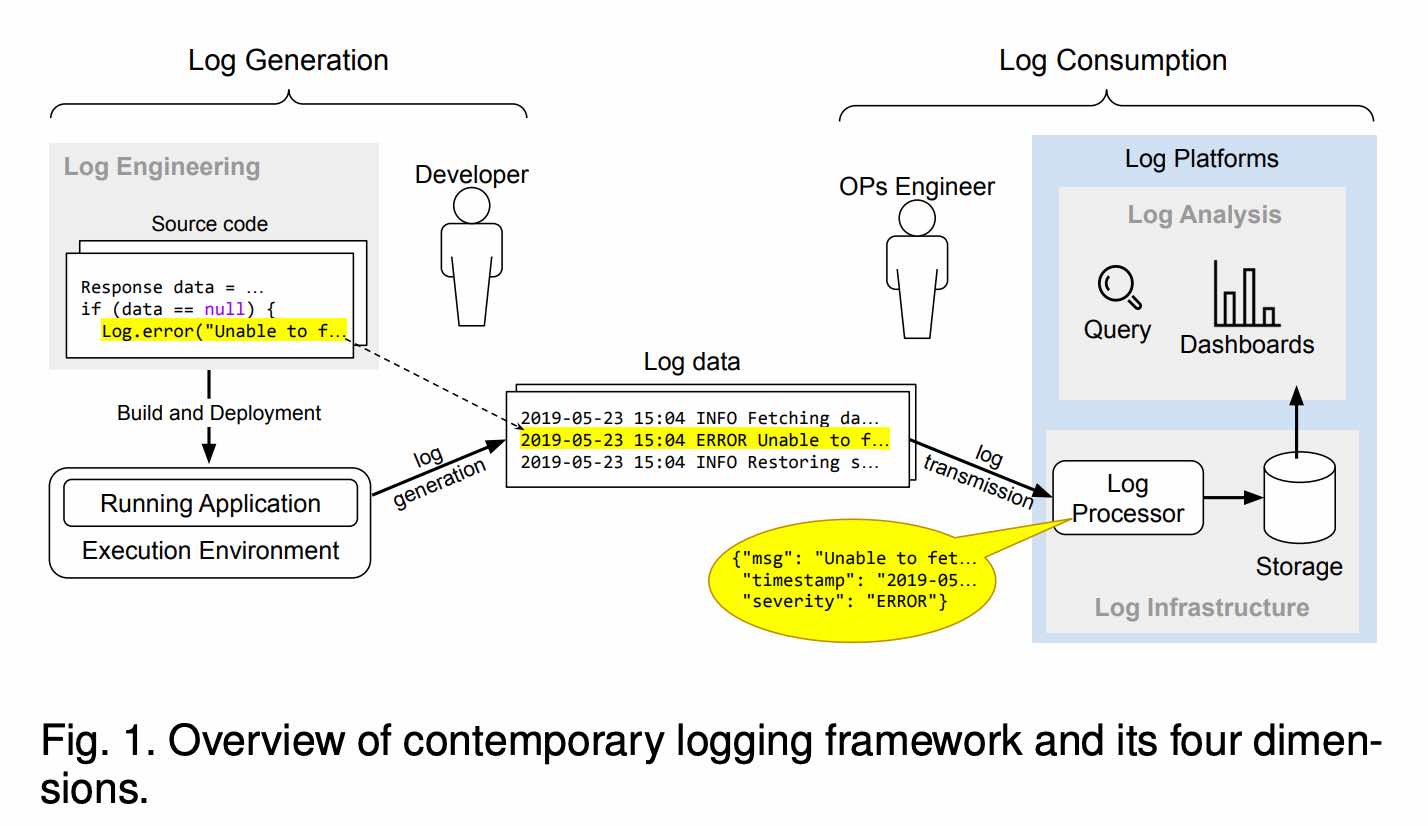 Log Generation
Log Consumption
Log Engineering
Source code
Response data = …
if (data == null) {
Log.error("Unable to f…
Developer
Build and Deployment
Running Application
Execution Environment
log
generation
Log data
2019-05-23 15:04 INFO Fetching da…
2019-05-23 15:04 ERROR Unable to f…
2019-05-23 15:04 INFO Restoring s…
OPs Engineer
log
transmission
Log Platforms
Log Analysis
Query
Dashboards
Log
Processor
Storage
Log Infrastructure
{"msg": "Unable to fet…
"timestamp": "2019-05…
"severity": "ERROR"}
Fig. 1. Overview of contemporary logging framework and its four dimen-
sions.